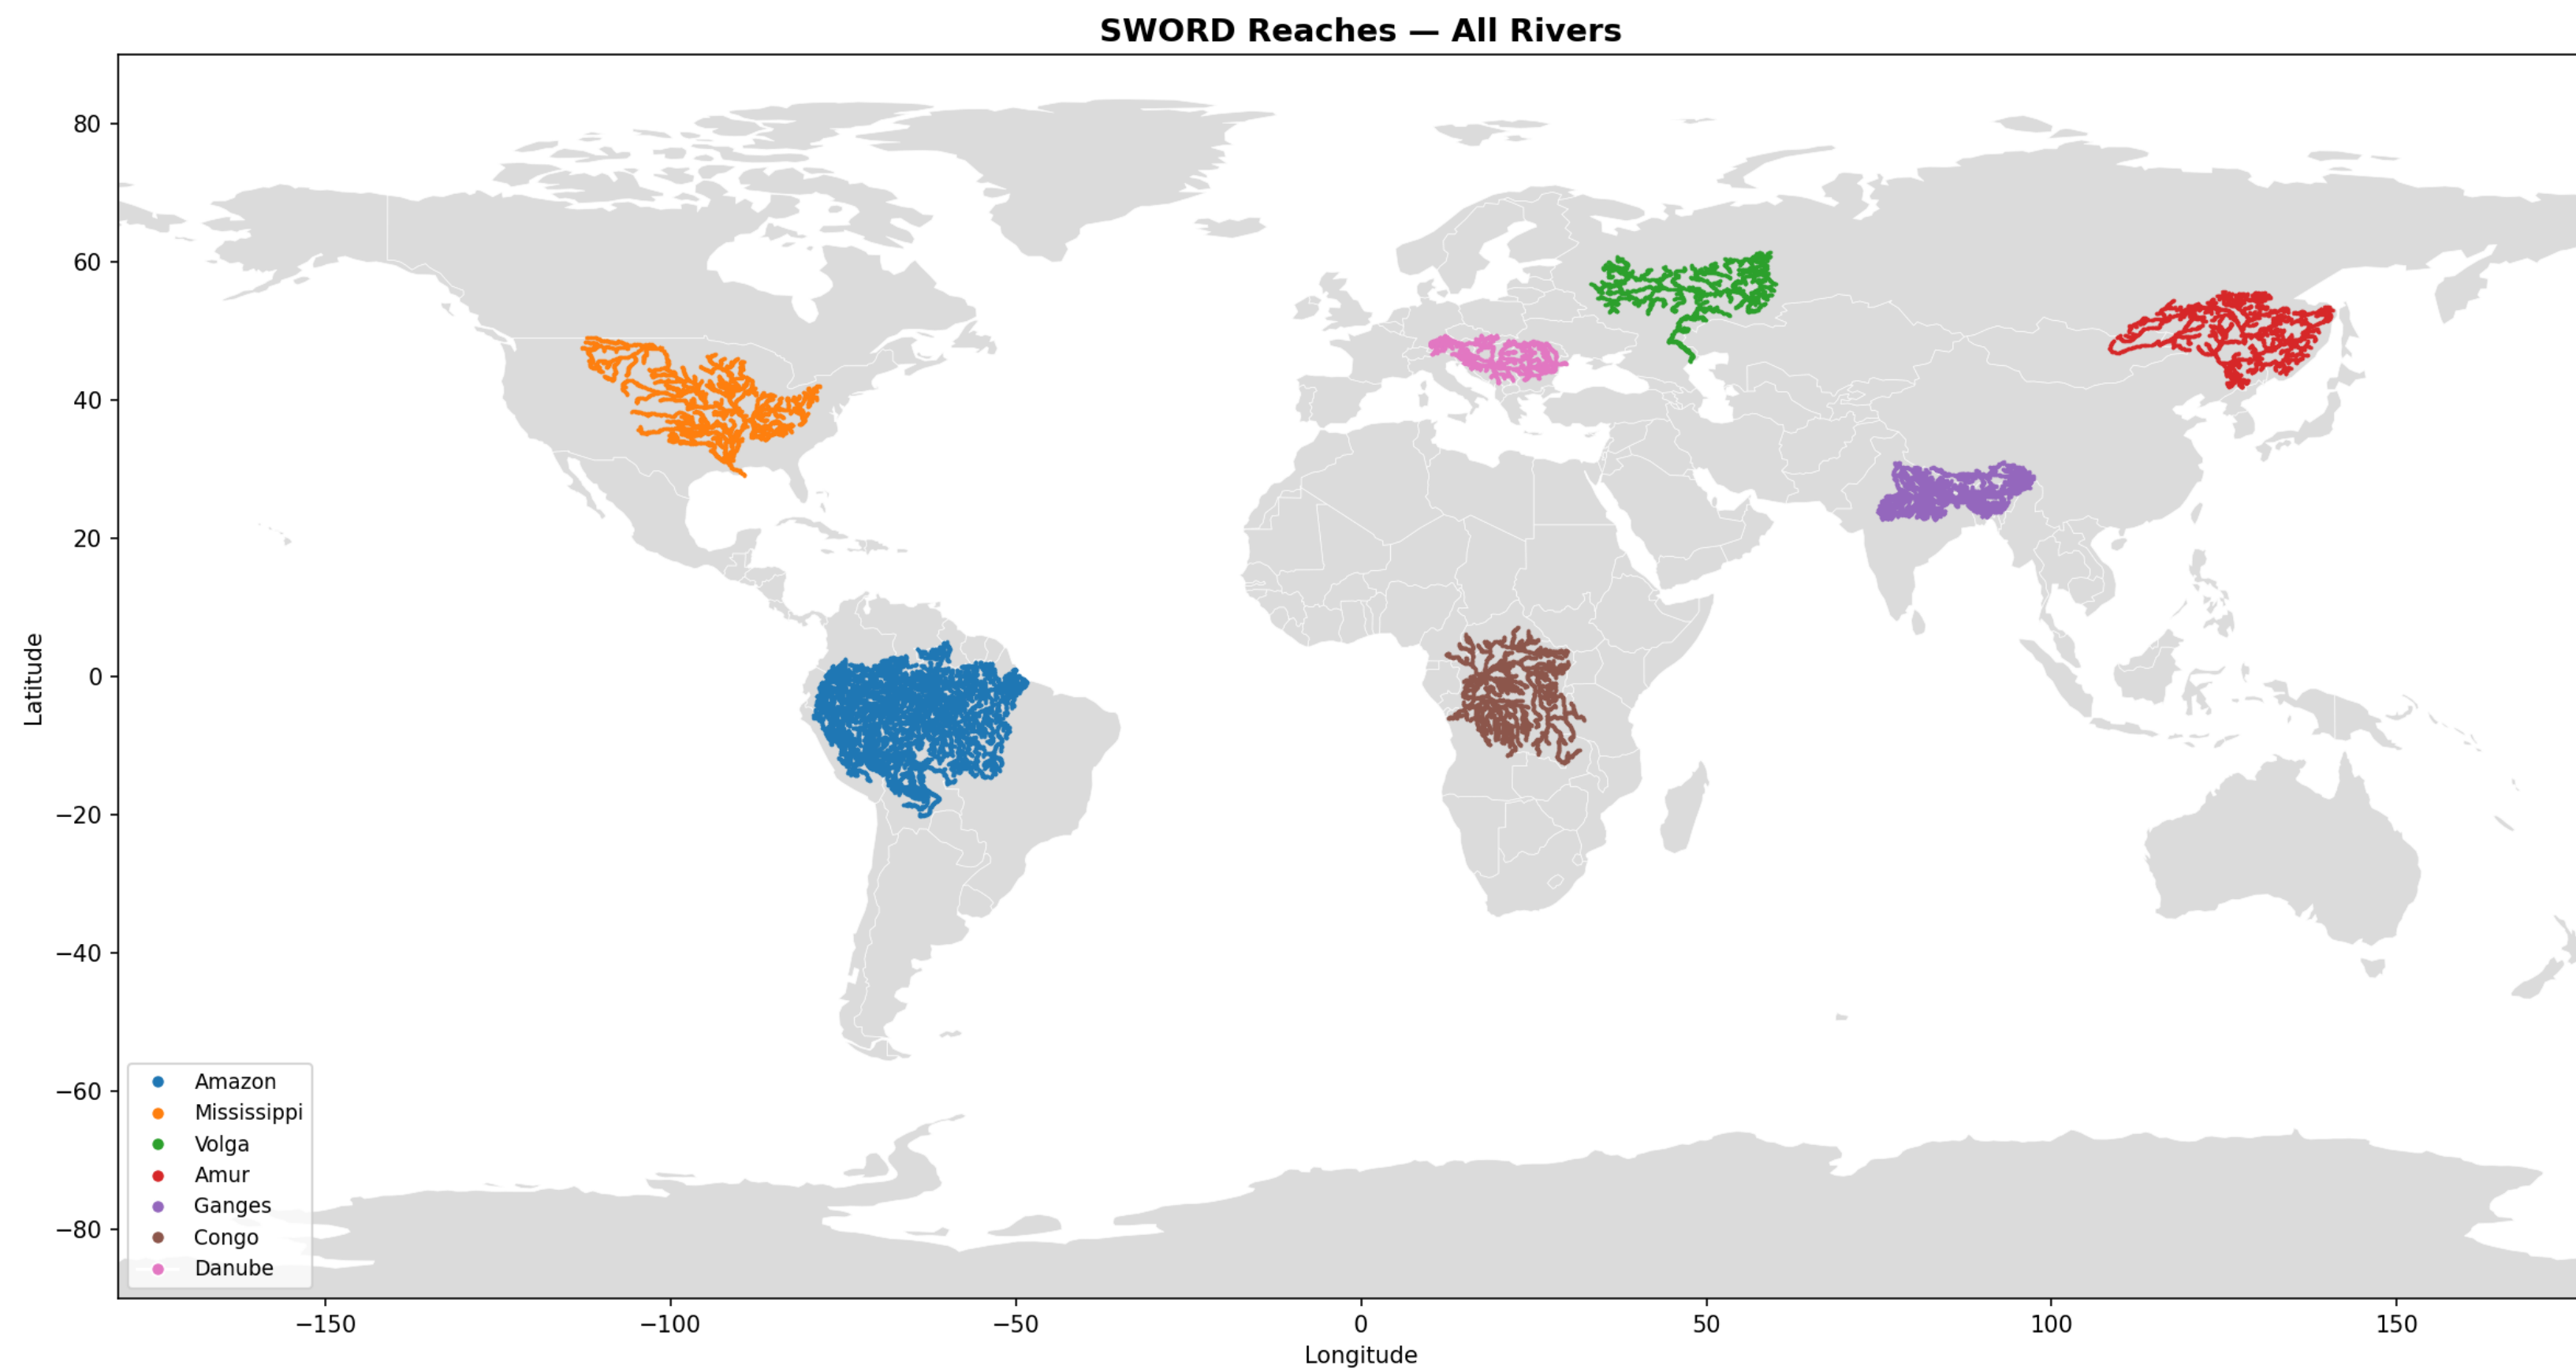 SWORD Reaches — All Rivers
80
60
40
20
0
−20
−40
−60
−80
Latitude
Amazon
Mississippi
Volga
Amur
Ganges
Congo
Danube
−150
−100
−50
0
50
100
150
Longitude